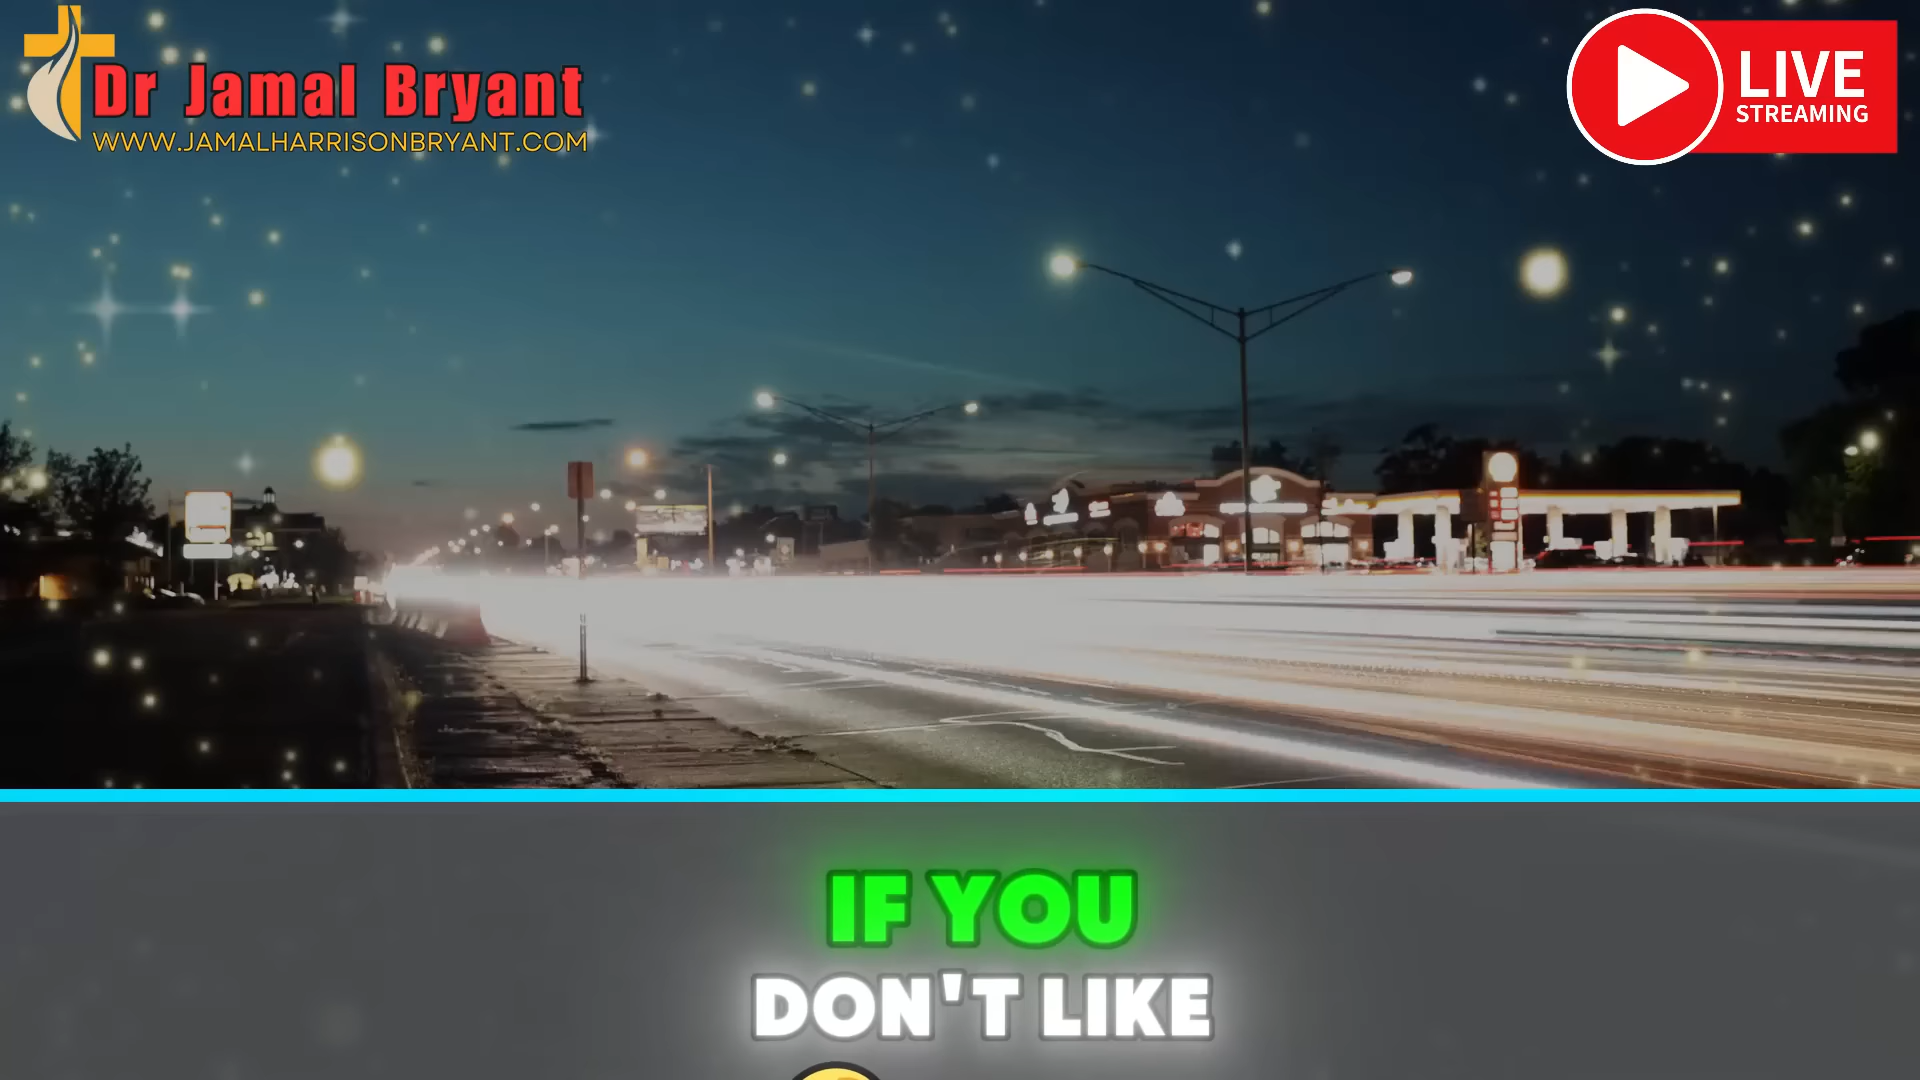 Dr Jamal Bryant
WWW.JAMALHARRISONBRYANT.COM
LIVE
STREAMING
IF YOU
DON'T LIKE